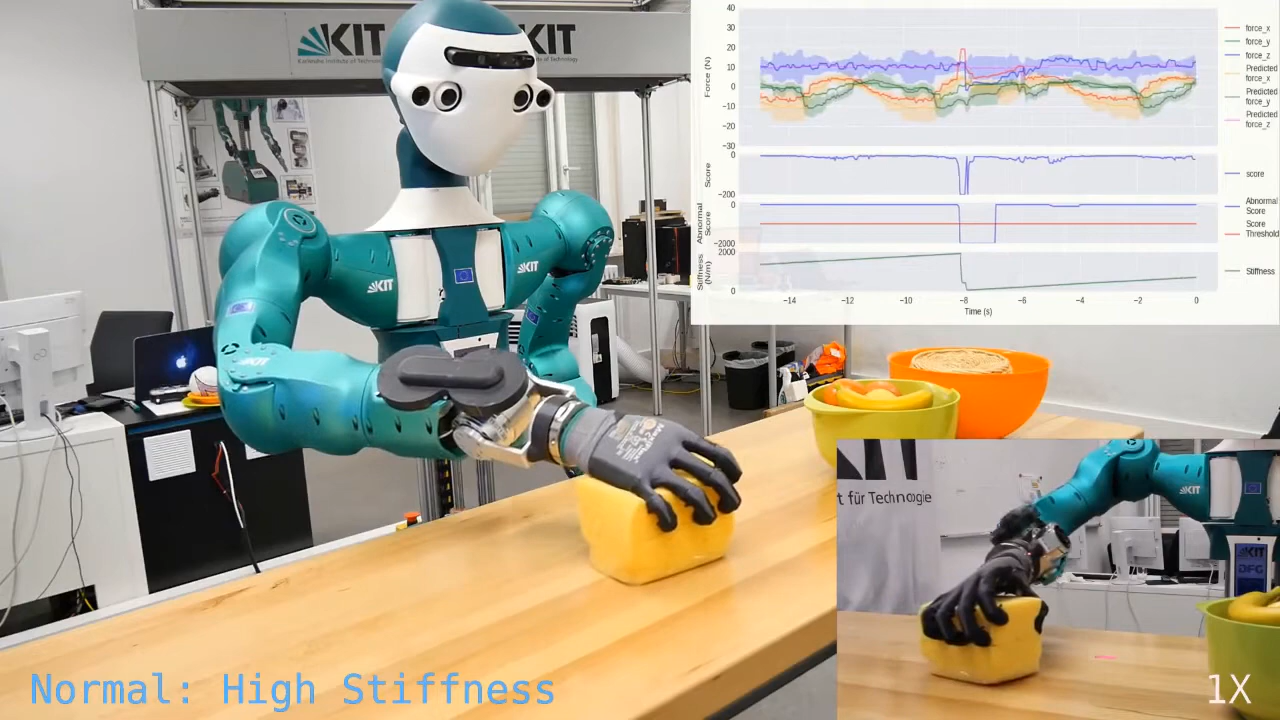 KIT
Karlsruhe Institute of Technology
KIT
KIT
KIT
KIT
Normal: High Stiffness
40
30
20
10
0
−10
−20
−30
Force (N)
force_x
force_y
force_z
Predicted
force_x
Predicted
force_y
Predicted
force_z
0
−200
Score
score
0
−2000
Abnormal
Score
Abnormal
Score
Score
Threshold
2000
0
Stiffness
(N/m)
Stiffness
−14
−12
−10
−8
−6
−4
−2
0
Time (s)
t für Technologie
KIT
KIT
DFG
1X